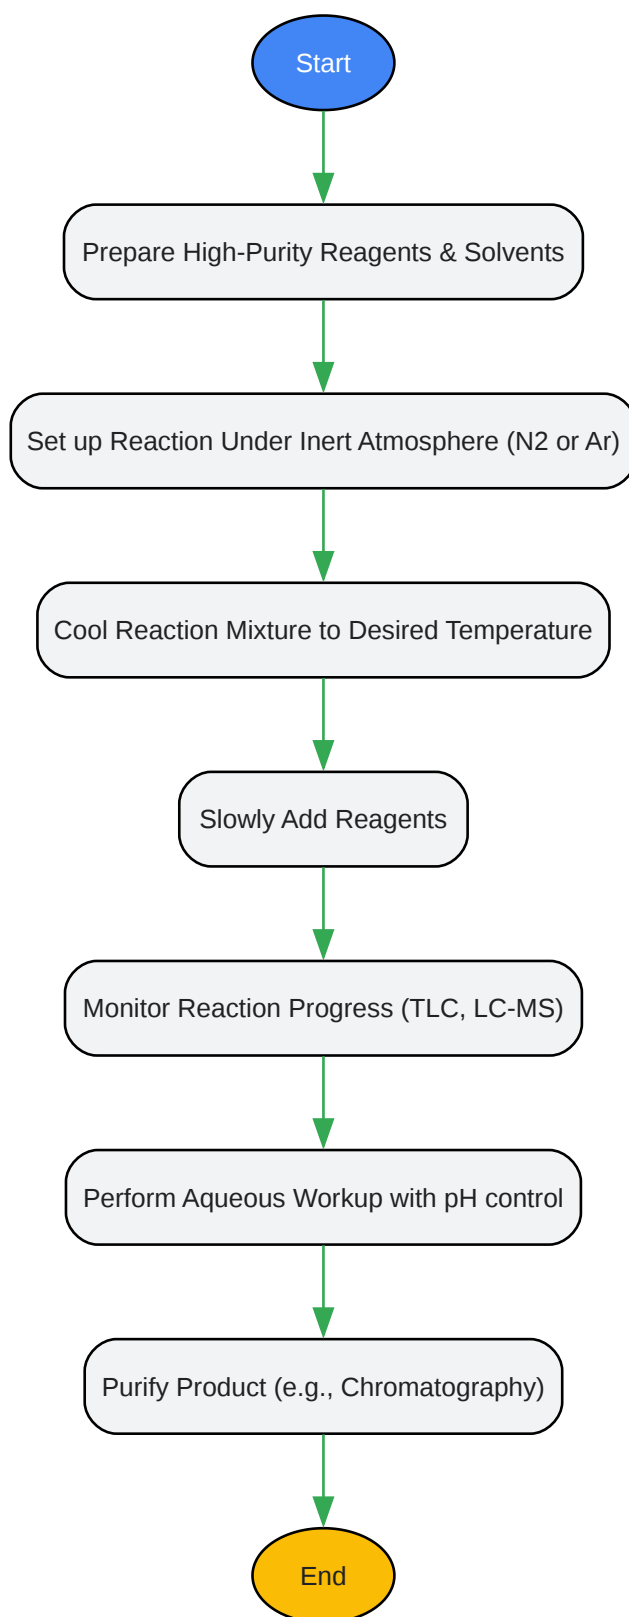 Start
Prepare High-Purity Reagents & Solvents
Set up Reaction Under Inert Atmosphere (N2 or Ar)
Cool Reaction Mixture to Desired Temperature
Slowly Add Reagents
Monitor Reaction Progress (TLC, LC-MS)
Perform Aqueous Workup with pH control
Purify Product (e.g., Chromatography)
End